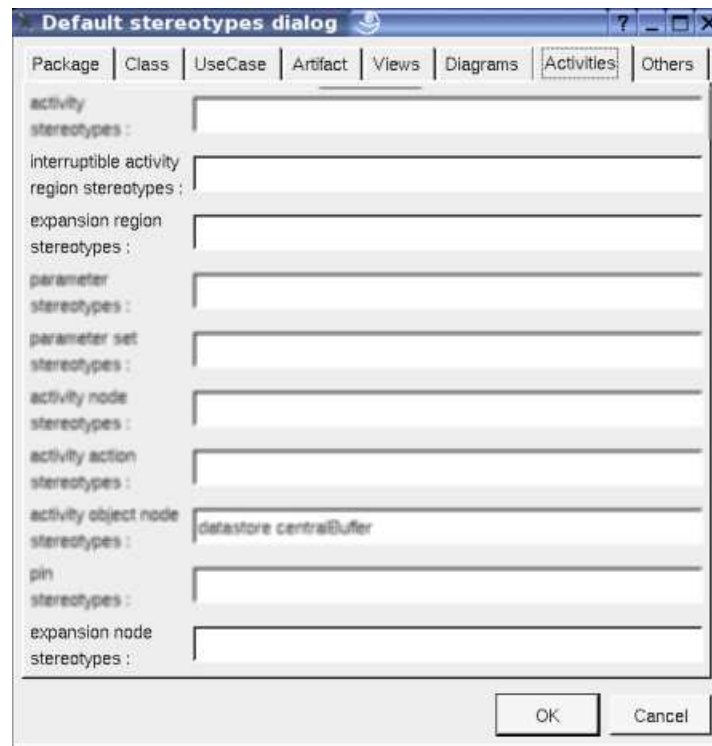 Default stereotypes dialog
Package Class UseCase Artifact Views Diagrams Activities Others
activity
stereotypes :
interruptible activity
region stereotypes :
expansion region
stereotypes :
parameter
stereotypes :
parameter set
stereotypes :
activity node
stereotypes :
activity action
stereotypes :
activity object node
stereotypes :
datastore centralBuffer
pin
stereotypes :
expansion node
stereotypes :
OK Cancel